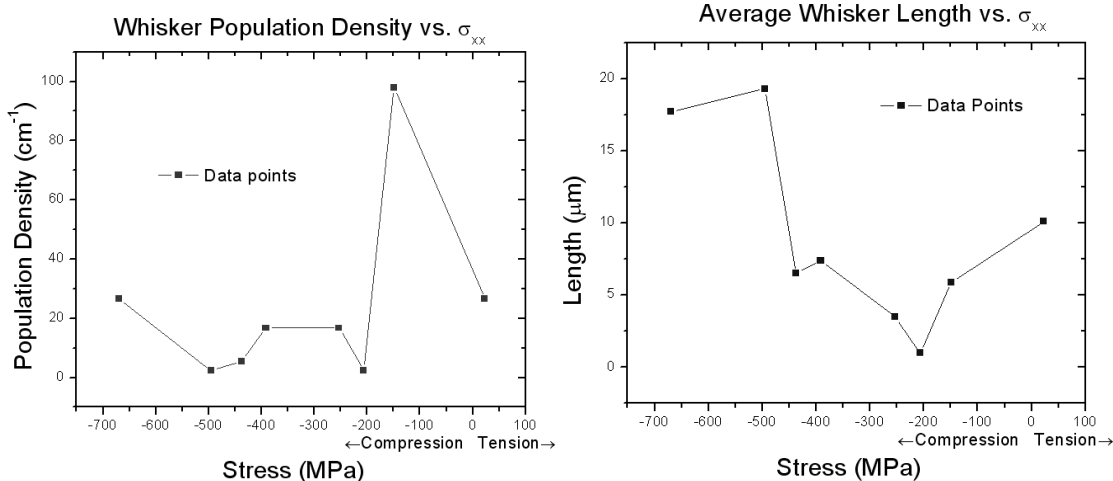 Whisker Population Density vs. σxx
Population Density (cm-1)
100
80
60
40
20
0
Data points
-700 -600 -500 -400 -300 -200 -100 0 100
←Compression Tension→
Stress (MPa)
Average Whisker Length vs. σxx
Length (μm)
20
15
10
5
0
Data Points
-700 -600 -500 -400 -300 -200 -100 0 100
←Compression Tension→
Stress (MPa)